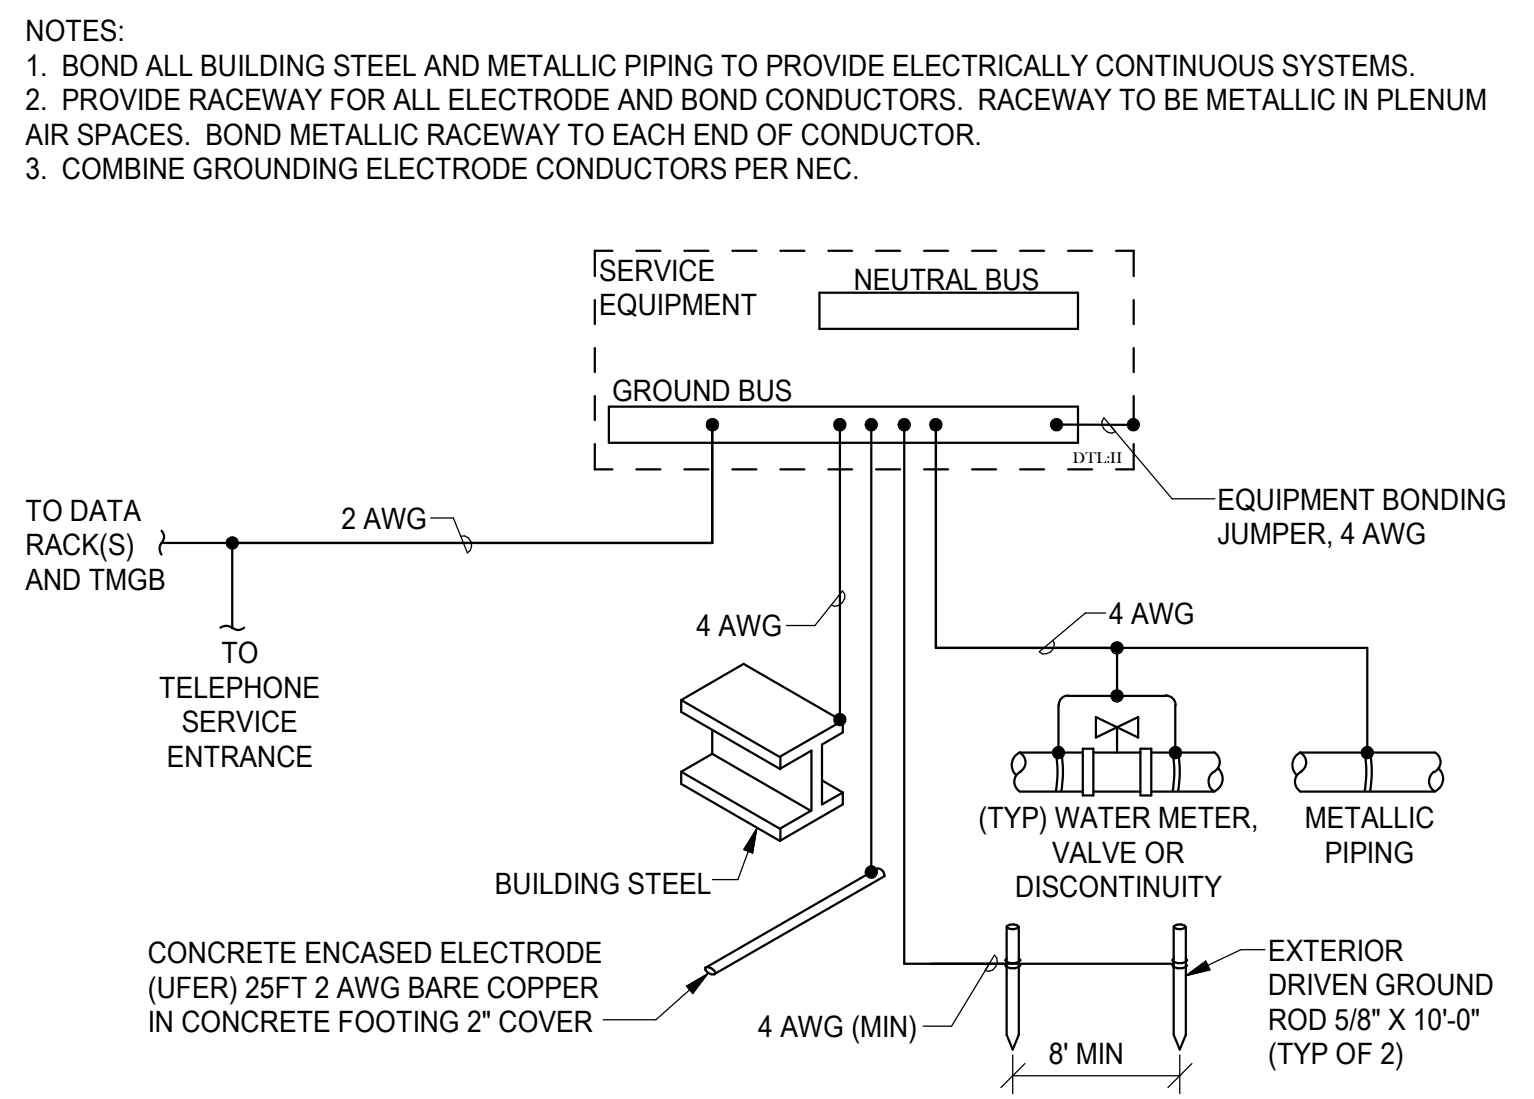 NOTES:
1. BOND ALL BUILDING STEEL AND METALLIC PIPING TO PROVIDE ELECTRICALLY CONTINUOUS SYSTEMS.
2. PROVIDE RACEWAY FOR ALL ELECTRODE AND BOND CONDUCTORS. RACEWAY TO BE METALLIC IN PLENUM
AIR SPACES. BOND METALLIC RACEWAY TO EACH END OF CONDUCTOR.
3. COMBINE GROUNDING ELECTRODE CONDUCTORS PER NEC.
SERVICE
EQUIPMENT
NEUTRAL BUS
GROUND BUS
DTL:II
EQUIPMENT BONDING
JUMPER, 4 AWG
TO DATA
RACK(S)
AND TMGB
2 AWG
TO
TELEPHONE
SERVICE
ENTRANCE
4 AWG
4 AWG
BUILDING STEEL
(TYP) WATER METER,
VALVE OR
DISCONTINUITY
METALLIC
PIPING
CONCRETE ENCASED ELECTRODE
(UFER) 25FT 2 AWG BARE COPPER
IN CONCRETE FOOTING 2" COVER
4 AWG (MIN)
8' MIN
EXTERIOR
DRIVEN GROUND
ROD 5/8" X 10'-0"
(TYP OF 2)